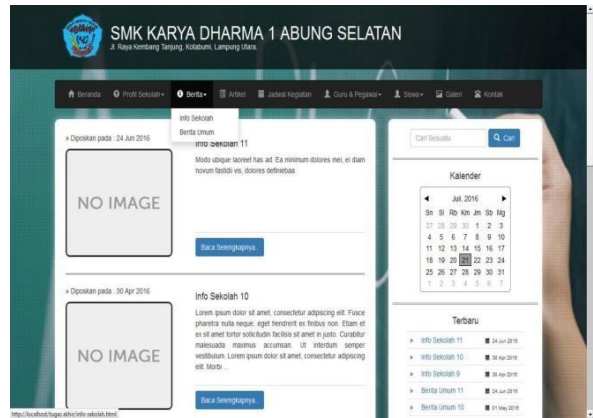 SMK KARYA DHARMA 1 ABUNG SELATAN
Jl. Raya Kembang Tanjung, Kotabumi, Lampung Utara.
Beranda Profil Sekolah Berita Artikel Jadwal Kegiatan Guru & Pegawai Siswa Galeri Kontak
Info Sekolah
Berita Umum
» Diposkan pada : 24 Jun 2016
Info Sekolah 11
Modo ubique laoreet has ad. Ea minimum dolores mei, ei diam
novum fastidii vis, dolores definiebaa.
NO IMAGE
Baca Selengkapnya..
» Diposkan pada : 30 Apr 2016
Info Sekolah 10
Lorem ipsum dolor sit amet, consectetur adipiscing elit. Fusce
pharetra nulla neque, eget hendrerit ex finibus non. Etiam et
ex sit amet tortor sollicitudin facilisis sit amet in justo. Curabitur
malesuada maximus accumsan. Ut interdum semper
vestibulum. Lorem ipsum dolor sit amet, consectetur adipiscing
elit. Morbi ...
NO IMAGE
Baca Selengkapnya..
Cari Sesuatu Cari
Kalender
Juli, 2016
Sn Sl Rb Km Jm Sb Mg
27 28 29 30 1 2 3
4 5 6 7 8 9 10
11 12 13 14 15 16 17
18 19 20 21 22 23 24
25 26 27 28 29 30 31
1 2 3 4 5 6 7
Terbaru
» Info Sekolah 11 24 Jun 2016
» Info Sekolah 10 30 Apr 2016
» Info Sekolah 9 30 Apr 2016
» Berita Umum 11 24 Jun 2016
» Berita Umum 10 01 May 2016
http://localhost/tugas akhir/info-sekolah.html